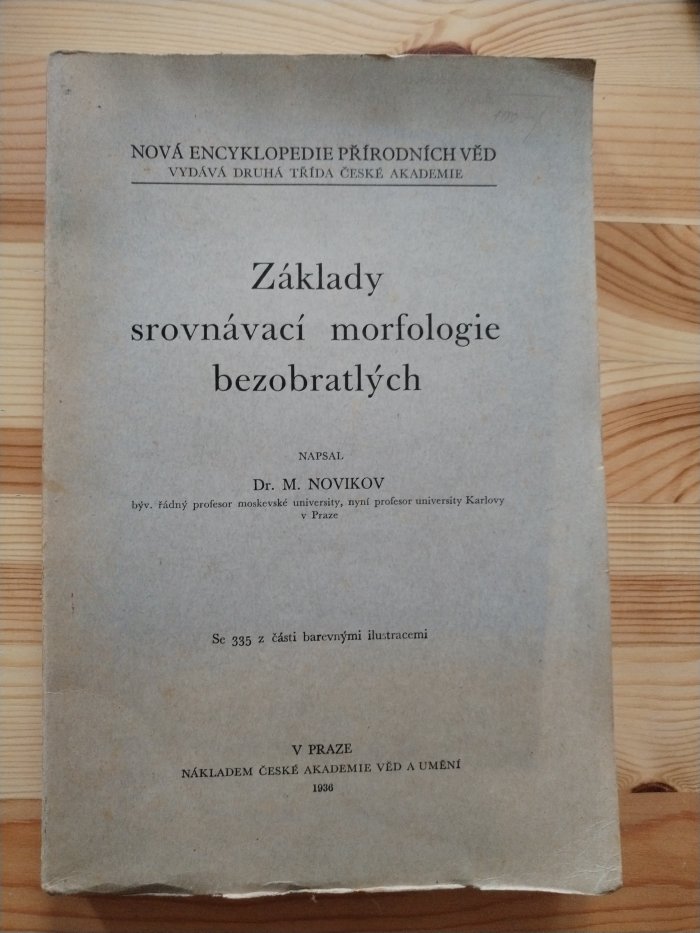 NOVÁ ENCYKLOPEDIE PŘÍRODNÍCH VĚD
VYDÁVÁ DRUHÁ TŘÍDA ČESKÉ AKADEMIE
Základy
srovnávací morfologie
bezobratlých
NAPSAL
Dr. M. NOVIKOV
býv. řádný profesor moskevské university, nyní profesor university Karlovy
v Praze
Se 335 z části barevnými ilustracemi
V PRAZE
NÁKLADEM ČESKÉ AKADEMIE VĚD A UMĚNÍ
1936